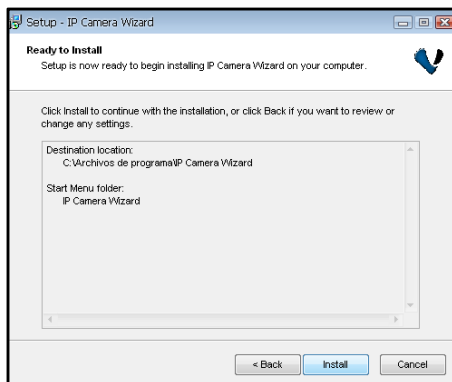 Setup - IP Camera Wizard
Ready to Install
Setup is now ready to begin installing IP Camera Wizard on your computer.
Click Install to continue with the installation, or click Back if you want to review or
change any settings.
Destination location:
C:\Archivos de programa\IP Camera Wizard
Start Menu folder:
IP Camera Wizard
< Back
Install
Cancel